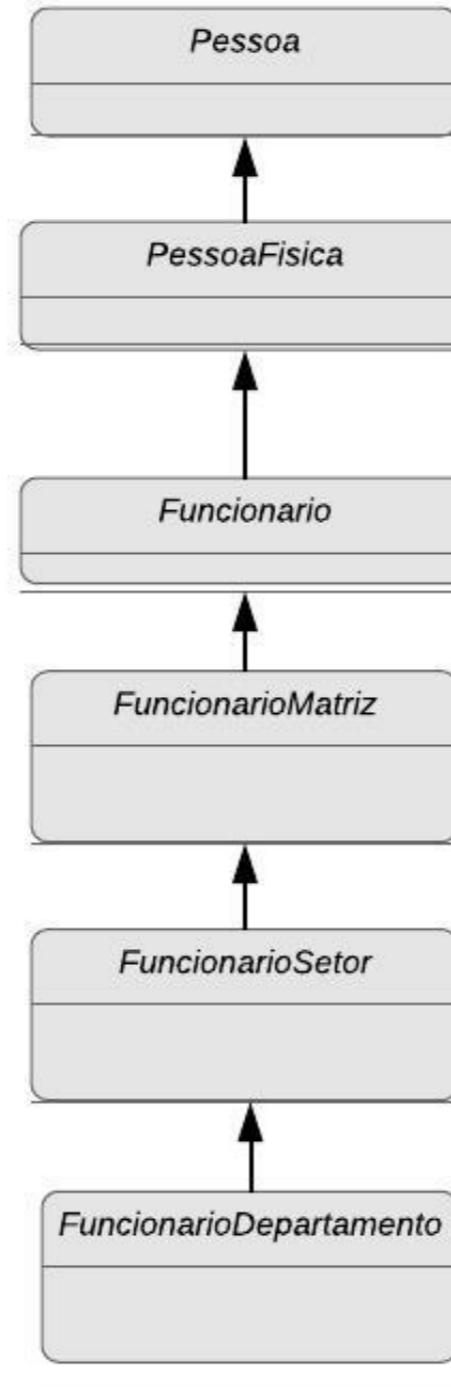 Pessoa
PessoaFisica
Funcionario
FuncionarioMatriz
FuncionarioSetor
FuncionarioDepartamento